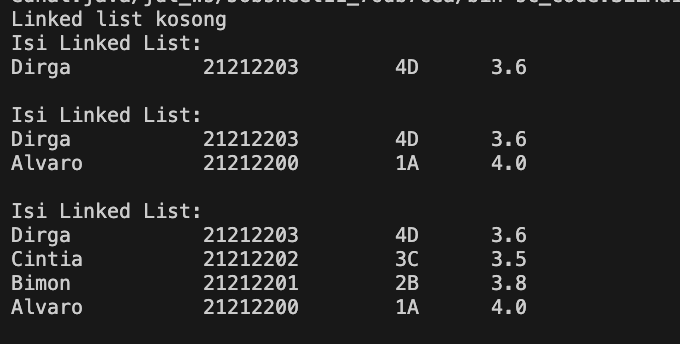 Linked list kosong
Isi Linked List:
Dirga 21212203 4D 3.6
Isi Linked List:
Dirga 21212203 4D 3.6
Alvaro 21212200 1A 4.0
Isi Linked List:
Dirga 21212203 4D 3.6
Cintia 21212202 3C 3.5
Bimon 21212201 2B 3.8
Alvaro 21212200 1A 4.0